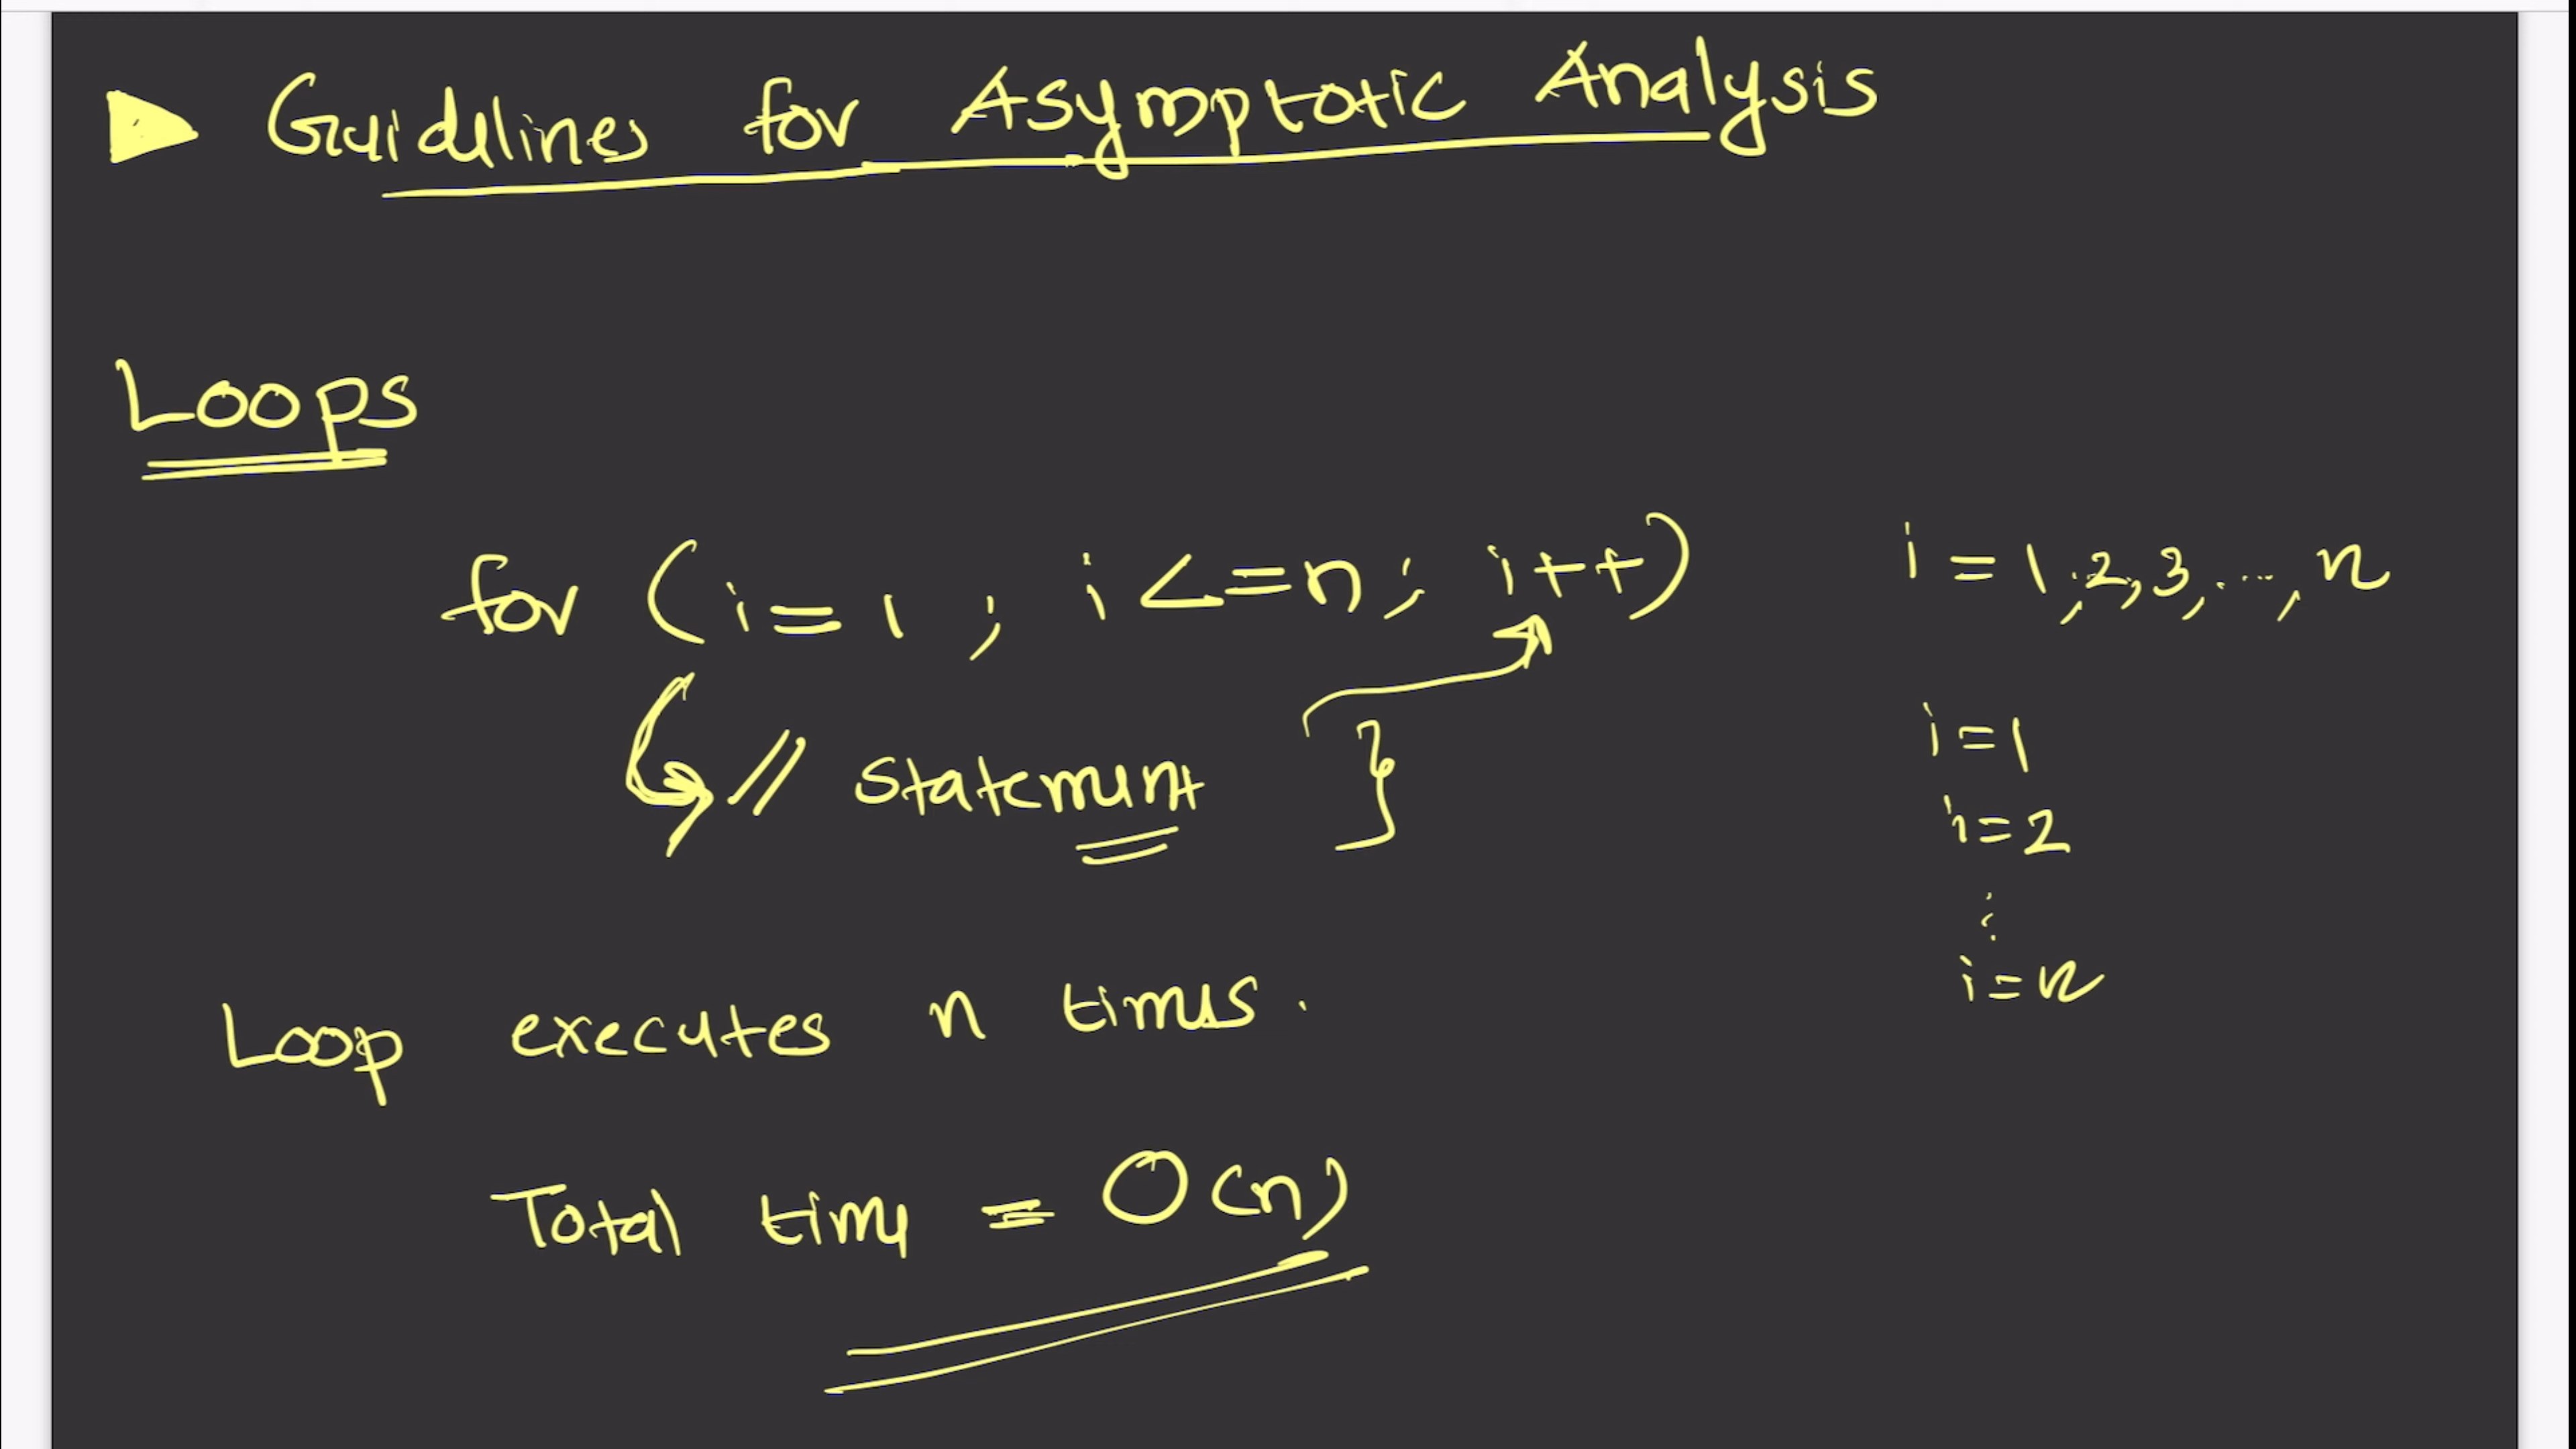 Guidelines for Asymptotic Analysis
Loops
for (i = 1 ; i <= n ; i++)
i = 1, 2, 3, ..., n
// statement }
i = 1
i = 2
⋮
i = n
Loop executes n times.
Total time = O(n)